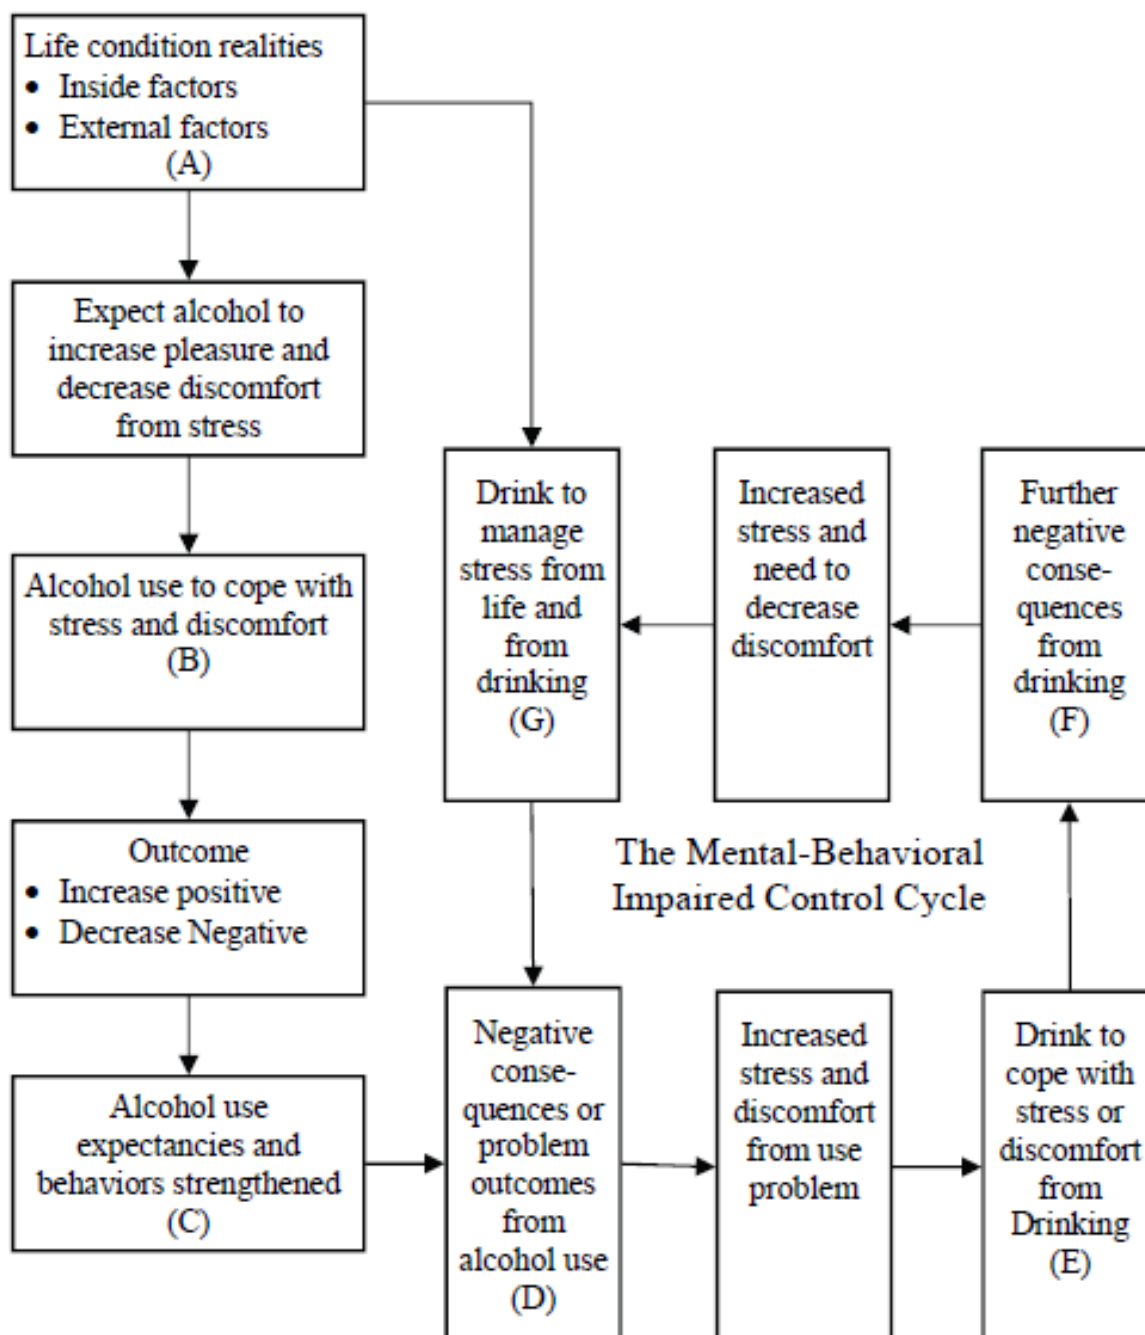 Life condition realities
• Inside factors
• External factors
(A)
Expect alcohol to
increase pleasure and
decrease discomfort
from stress
Alcohol use to cope with
stress and discomfort
(B)
Outcome
• Increase positive
• Decrease Negative
Alcohol use
expectancies and
behaviors strengthened
(C)
Drink to
manage
stress from
life and
from
drinking
(G)
Increased
stress and
need to
decrease
discomfort
Further
negative
conse-
quences
from
drinking
(F)
The Mental-Behavioral
Impaired Control Cycle
Negative
conse-
quences or
problem
outcomes
from
alcohol use
(D)
Increased
stress and
discomfort
from use
problem
Drink to
cope with
stress or
discomfort
from
Drinking
(E)